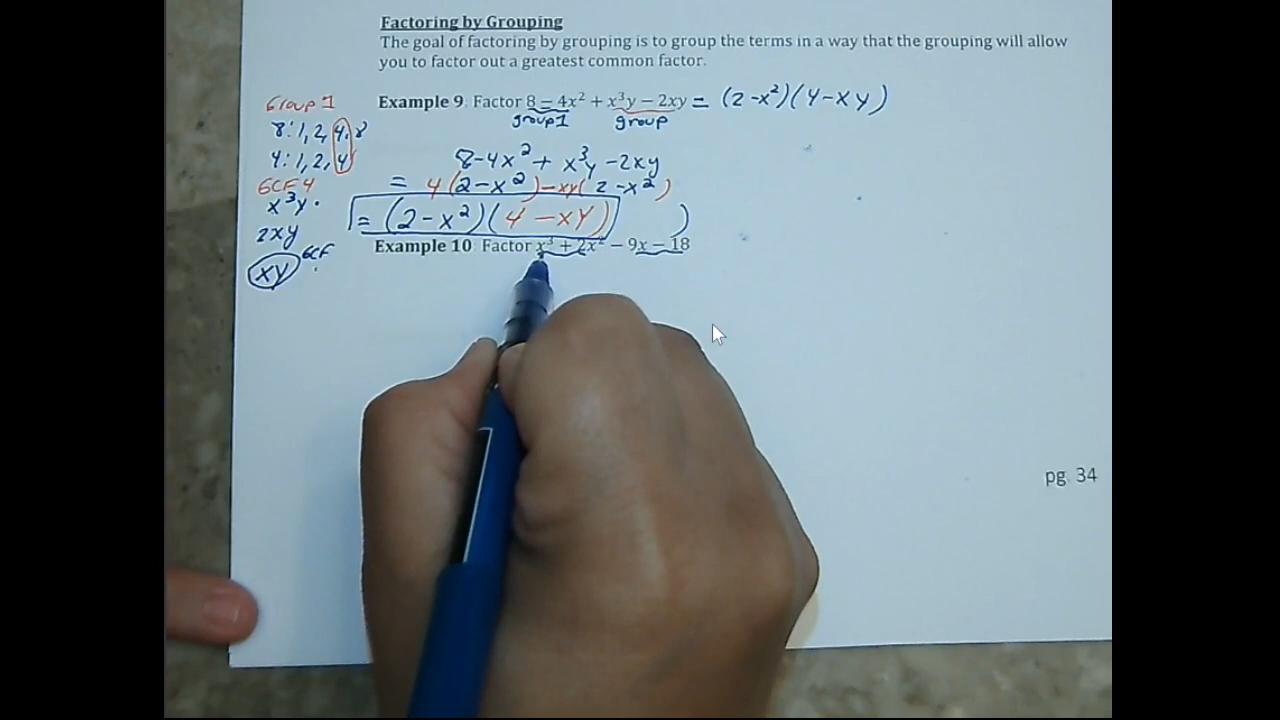 Factoring by Grouping
The goal of factoring by grouping is to group the terms in a way that the grouping will allow
you to factor out a greatest common factor.
Example 9 Factor 8 − 4x² + x³y − 2xy = (2-x²)(4-xy)
group1 group
Group 1
8: 1, 2, 4, 8
4: 1, 2, 4
GCF 4
x³y
2xy
xy GCF
8-4x² + x³y -2xy
= 4(2-x²)-xy(2-x²)
= (2-x²)(4-xy) )
Example 10 Factor x³ + 2x² − 9x − 18
pg. 34